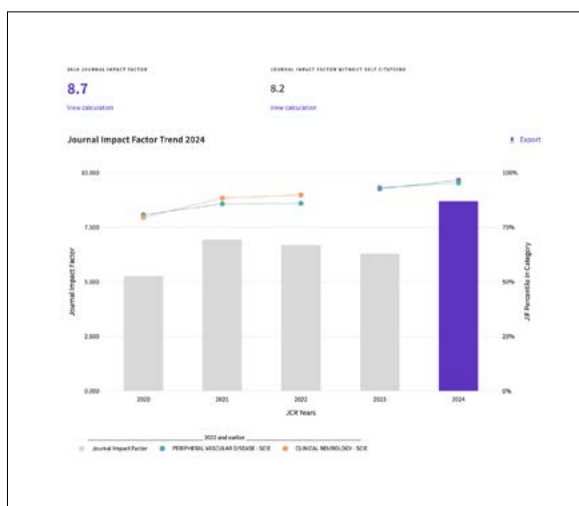 2024 JOURNAL IMPACT FACTOR
JOURNAL IMPACT FACTOR WITHOUT SELF CITATIONS
8.7
8.2
View calculation
View calculation
Journal Impact Factor Trend 2024
Export
10.000
100%
7.500
75%
5.000
50%
2.500
25%
0.000
0%
Journal Impact Factor
JIF Percentile in Category
2020
2021
2022
2023
2024
JCR Years
2022 and earlier
Journal Impact Factor
PERIPHERAL VASCULAR DISEASE - SCIE
CLINICAL NEUROLOGY - SCIE